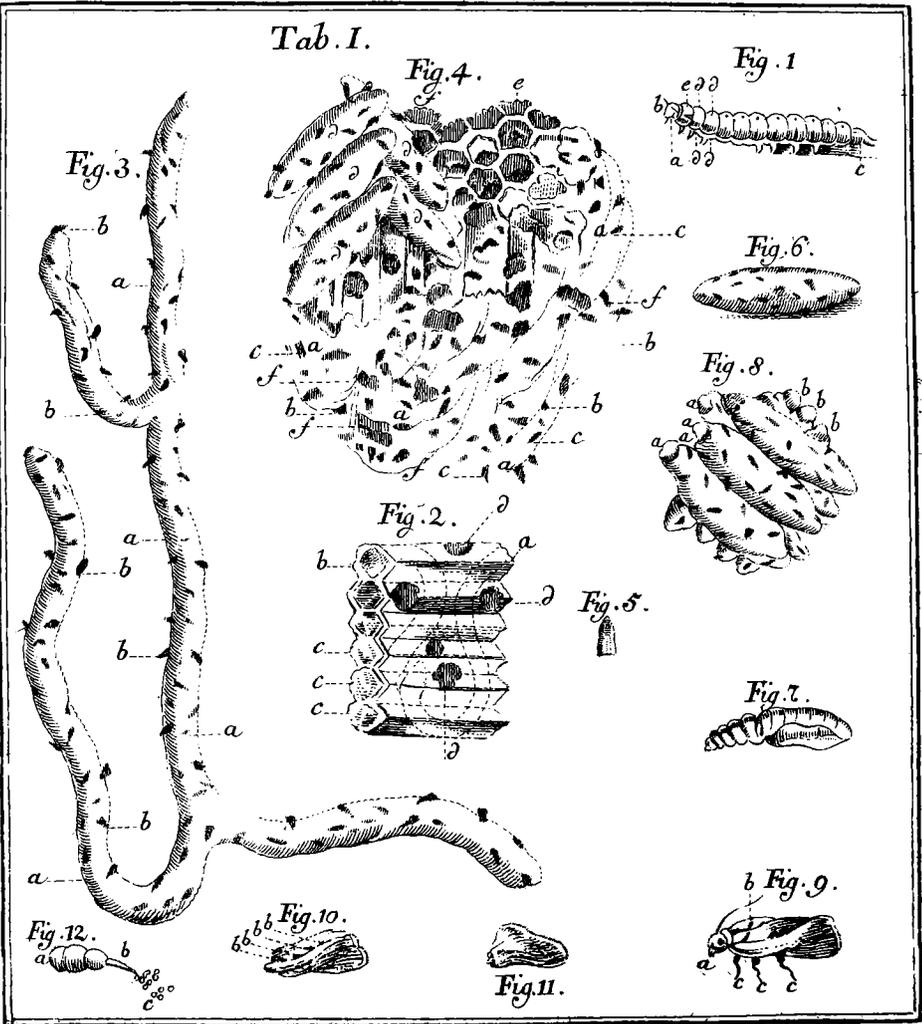 Tab. I.
Fig. 1
e ∂ ∂
b
a ∂ ∂
c
Fig. 4.
f e
∂
∂
∂
∂
∂
a c
f
b
c a
f
b a b
f c
f c a
Fig. 3.
b
a
b
a
b
b
a
b
a
Fig. 6.
Fig. 8.
a b
b
a b
a
Fig. 2.
∂
b a
∂
c
c
c
∂
Fig. 5.
Fig. 7.
Fig. 9.
b
a
c c c
Fig. 10.
b b
b b b
Fig. 11.
Fig. 12.
a b
c